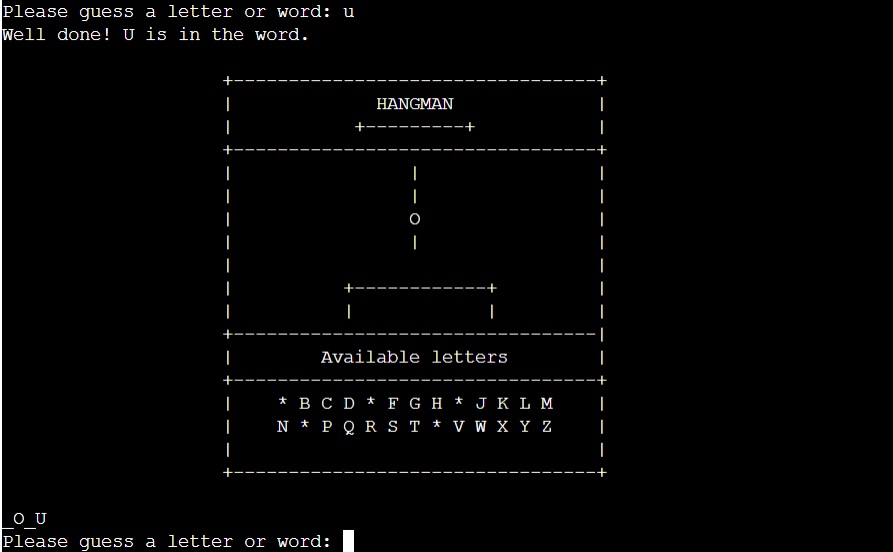 Please guess a letter or word: u
Well done! U is in the word.
+---------------------------------+
| HANGMAN |
| +---------+ |
+---------------------------------+
| | |
| | |
| O |
| | |
| |
| +------------+ |
| | | |
+---------------------------------|
| Available letters |
+---------------------------------+
| * B C D * F G H * J K L M |
| N * P Q R S T * V W X Y Z |
| |
+---------------------------------+
_O_U
Please guess a letter or word: